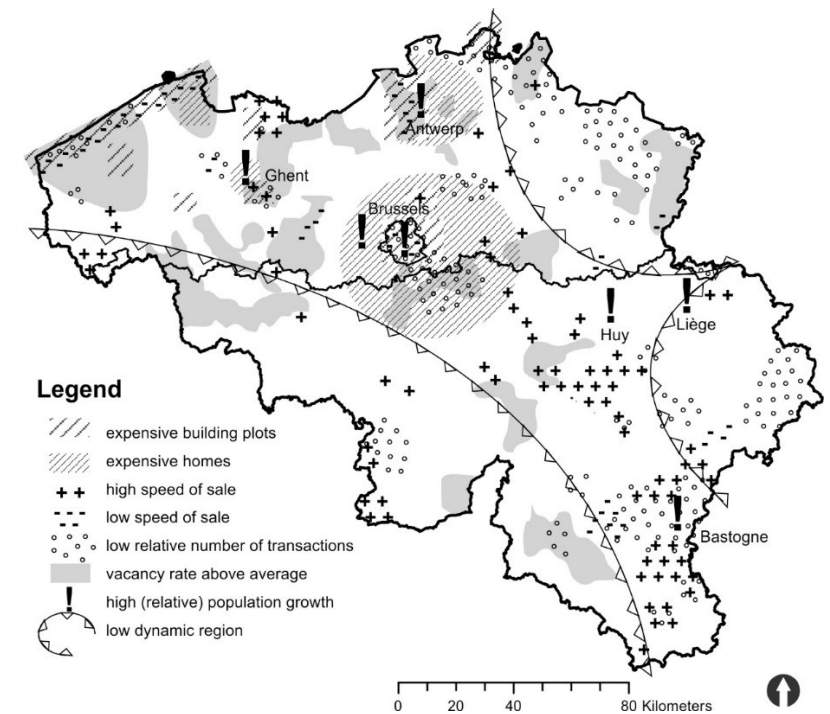 Antwerp
Ghent
Brussels
Huy
Liège
Bastogne
Legend
expensive building plots
expensive homes
high speed of sale
low speed of sale
low relative number of transactions
vacancy rate above average
high (relative) population growth
low dynamic region
0 20 40 80 Kilometers